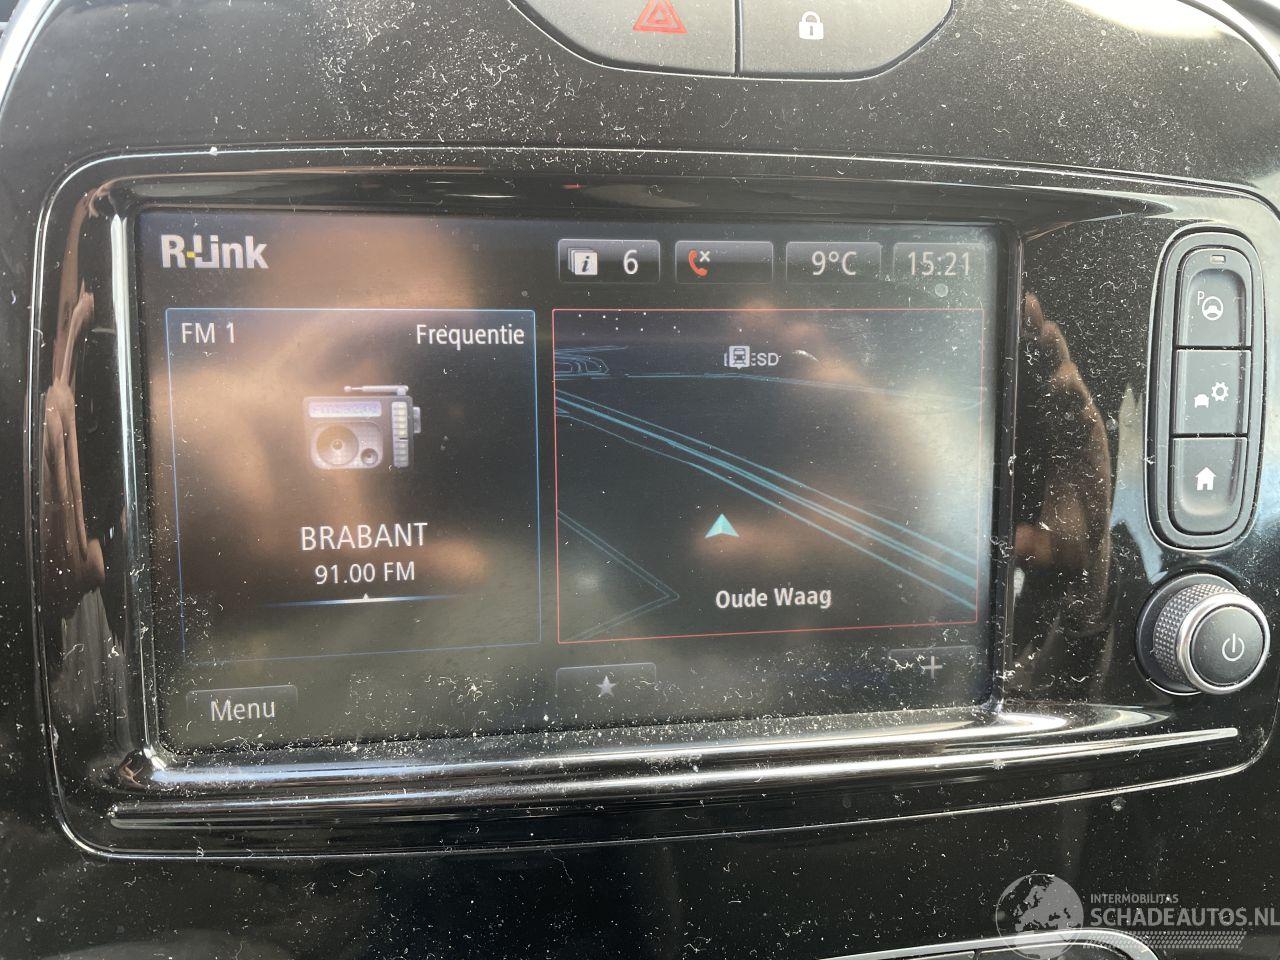 R-Link
6
9°C
15:21
P
FM 1
Frequentie
BRABANT
91.00 FM
Oude Waag
Menu
INTERMOBILITAS
SCHADEAUTOS.NL